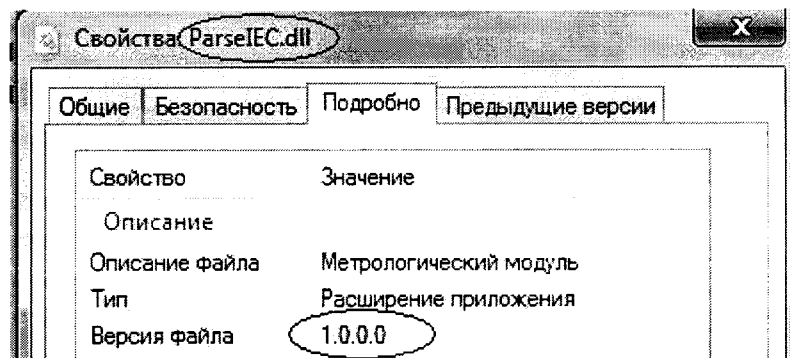 Свойства: ParseIEC.dll
Общие Безопасность Подробно Предыдущие версии
Свойство Значение
Описание
Описание файла Метрологический модуль
Тип Расширение приложения
Версия файла 1.0.0.0